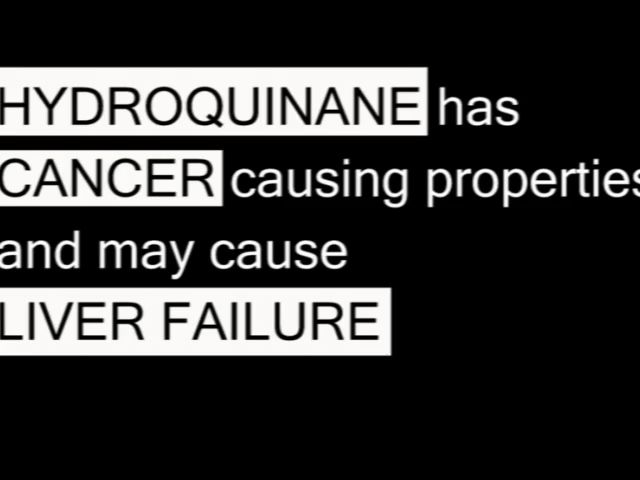 HYDROQUINANE has
CANCER causing properties
and may cause
LIVER FAILURE